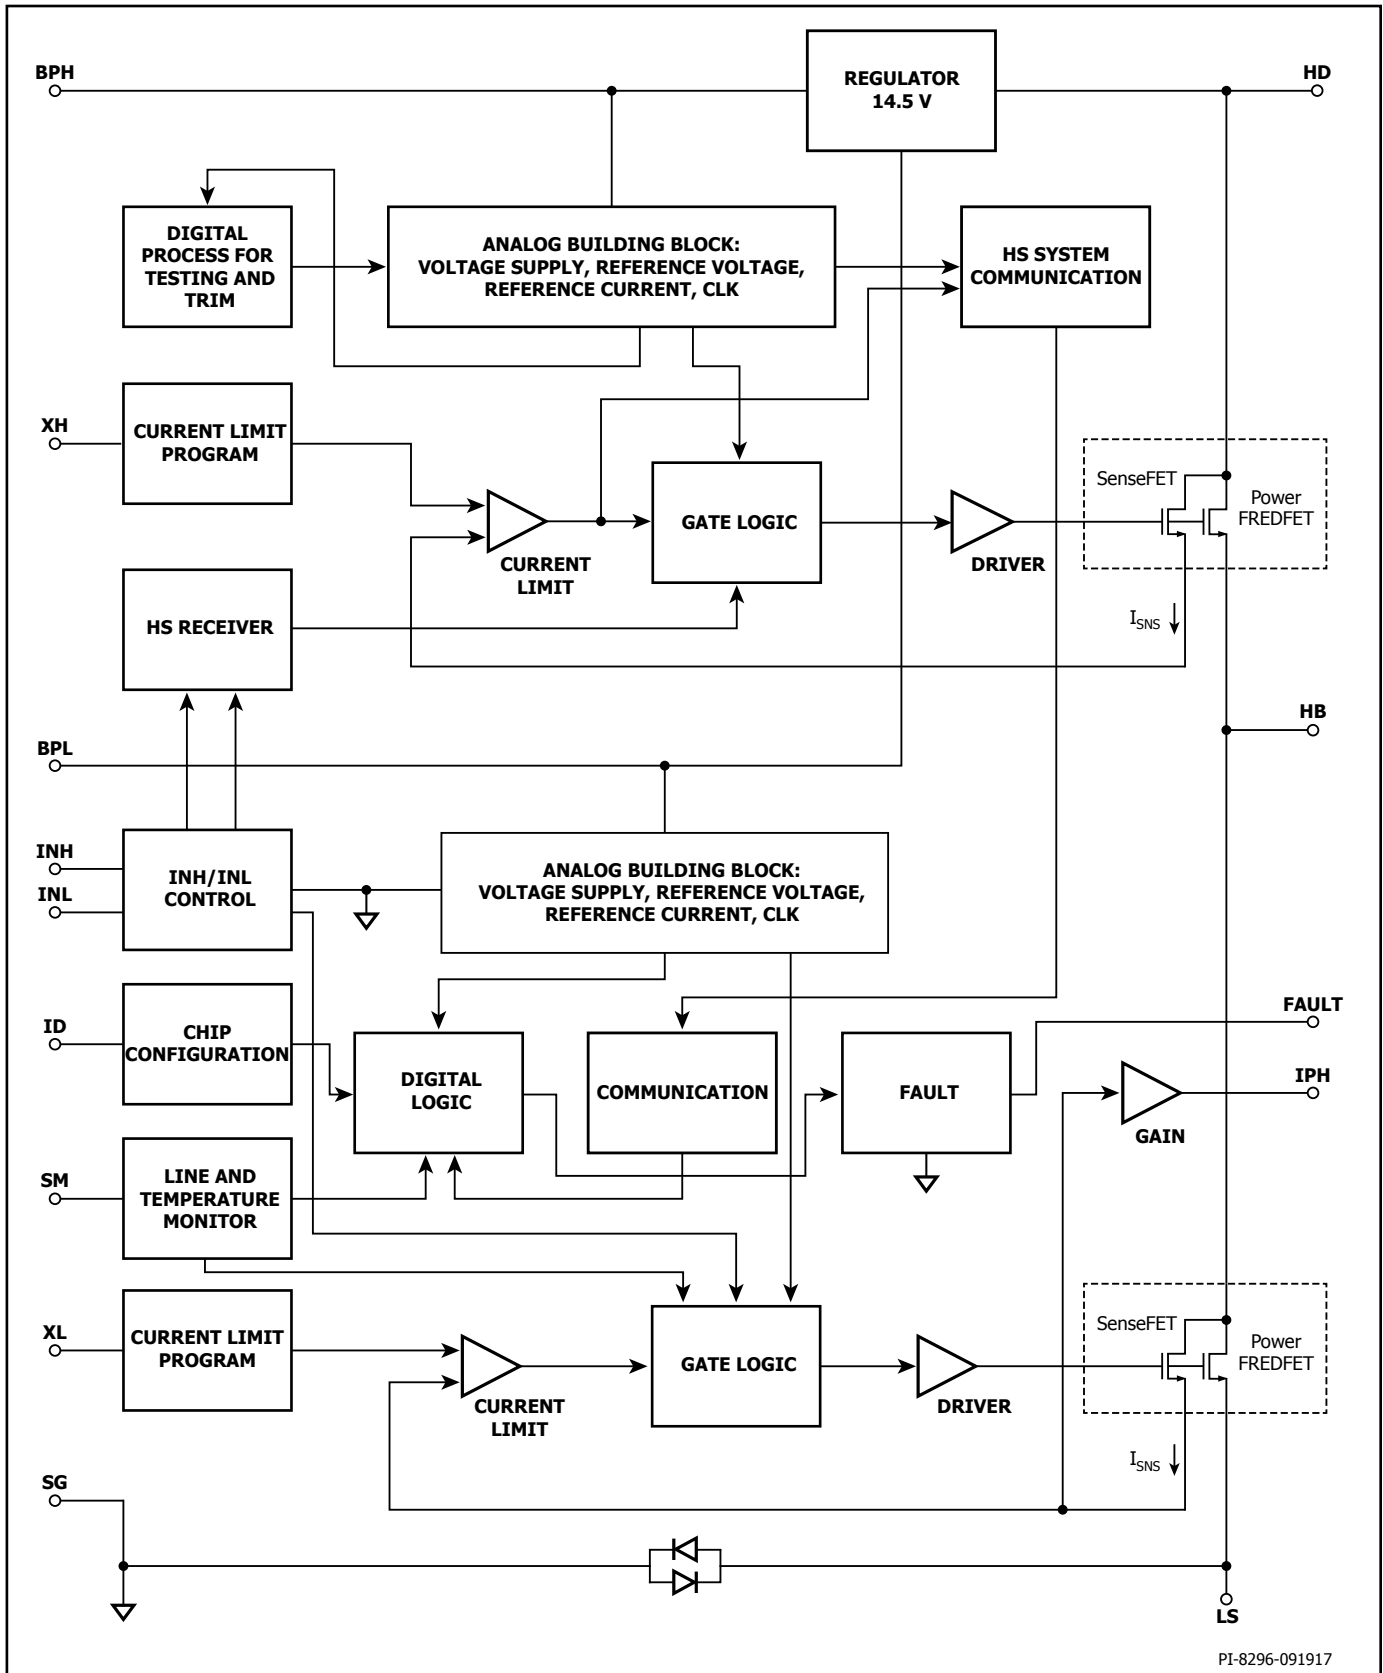 BPH
REGULATOR
14.5 V
HD
DIGITAL
PROCESS FOR
TESTING AND
TRIM
ANALOG BUILDING BLOCK:
VOLTAGE SUPPLY, REFERENCE VOLTAGE,
REFERENCE CURRENT, CLK
HS SYSTEM
COMMUNICATION
XH
CURRENT LIMIT
PROGRAM
CURRENT
LIMIT
GATE LOGIC
DRIVER
SenseFET
Power
FREDFET
HS RECEIVER
ISNS
HB
BPL
INH
INL
INH/INL
CONTROL
ANALOG BUILDING BLOCK:
VOLTAGE SUPPLY, REFERENCE VOLTAGE,
REFERENCE CURRENT, CLK
ID
CHIP
CONFIGURATION
DIGITAL
LOGIC
COMMUNICATION
FAULT
FAULT
IPH
GAIN
SM
LINE AND
TEMPERATURE
MONITOR
XL
CURRENT LIMIT
PROGRAM
CURRENT
LIMIT
GATE LOGIC
DRIVER
SenseFET
Power
FREDFET
ISNS
SG
LS
PI-8296-091917